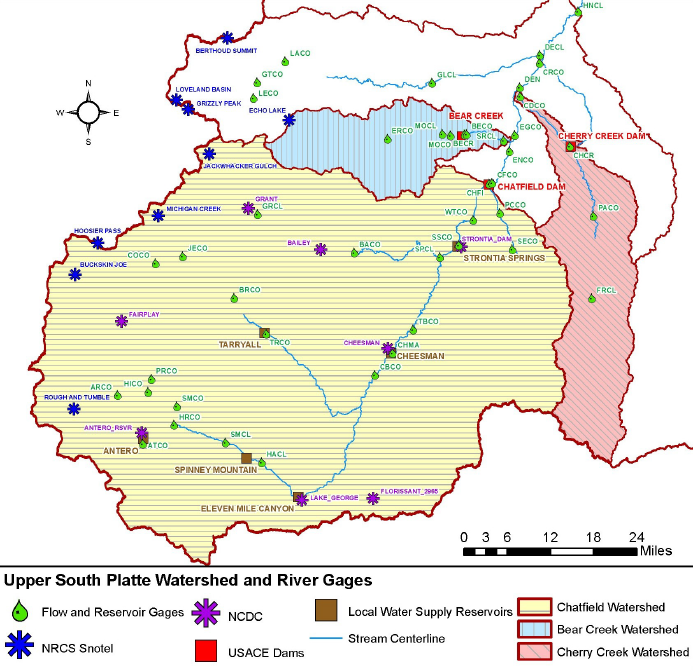 HNCL
BERTHOUD SUMMIT
LACO
DECL
GTCO
GLCL
CRCO
DEN
LOVELAND BASIN
LECO
GRIZZLY PEAK
CDCO
ECHO LAKE
BEAR CREEK
MOCL
BECO
EGCO
ERCO
SRCL
CHERRY CREEK DAM
MOCO
BECR
ENCO
CHCR
JACKWHACKER GULCH
CFCO
CHATFIELD DAM
CHFI
GRANT
MICHIGAN CREEK
GRCL
PCCO
WTCO
PACO
HOOSIER PASS
SSCO
STRONTIA_DAM
JECO
BAILEY
BACO
SPCL
SECO
COCO
STRONTIA SPRINGS
BUCKSKIN JOE
BRCO
FRCL
FAIRPLAY
TBCO
TARRYALL
TRCO
CHEESMAN
CHMA
CHEESMAN
CBCO
PRCO
ARCO
HICO
ROUGH AND TUMBLE
SMCO
HRCO
ANTERO_RSVR
SMCL
ATCO
ANTERO
HACL
SPINNEY MOUNTAIN
LAKE_GEORGE
FLORISSANT_2965
ELEVEN MILE CANYON
N
W
E
S
0 3 6 12 18 24
Miles
Upper South Platte Watershed and River Gages
Flow and Reservoir Gages
NCDC
Local Water Supply Reservoirs
Chatfield Watershed
NRCS Snotel
USACE Dams
Stream Centerline
Bear Creek Watershed
Cherry Creek Watershed